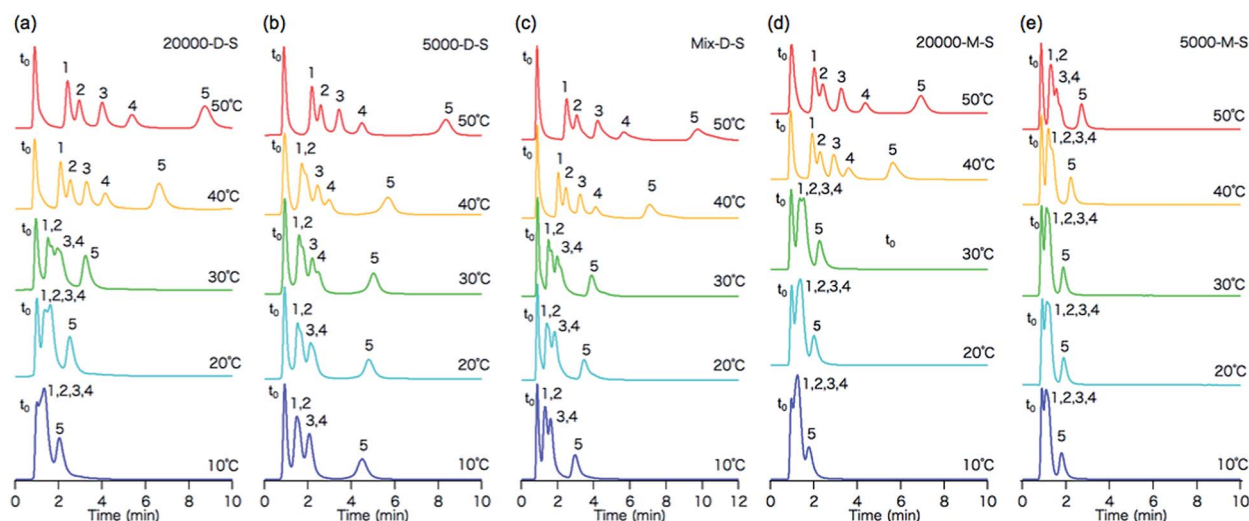 (a)
20000-D-S
t0
1
2
3
4
5
50°C
t0
1
2
3
4
5
40°C
t0
1,2
3,4
5
30°C
t0
1,2,3,4
5
20°C
t0
1,2,3,4
5
10°C
0 2 4 6 8 10
Time (min)
(b)
5000-D-S
t0
1
2
3
4
5
50°C
t0
1,2
3
4
5
40°C
t0
1,2
3
4
5
30°C
t0
1,2
3,4
5
20°C
t0
1,2
3,4
5
10°C
0 2 4 6 8 10
Time (min)
(c)
Mix-D-S
t0
1
2
3
4
5
50°C
t0
1
2
3
4
5
40°C
t0
1,2
3,4
5
30°C
t0
1,2
3,4
5
20°C
t0
1,2
3,4
5
10°C
0 2 4 6 8 10 12
Time (min)
(d)
20000-M-S
t0
1
2
3
4
5
50°C
t0
1
2
3
4
5
40°C
t0
1,2,3,4
5
t0
30°C
t0
1,2,3,4
5
20°C
t0
1,2,3,4
5
10°C
0 2 4 6 8 10
Time (min)
(e)
5000-M-S
t0
1,2
3,4
5
50°C
t0
1,2,3,4
5
40°C
t0
1,2,3,4
5
30°C
t0
1,2,3,4
5
20°C
t0
1,2,3,4
5
10°C
0 2 4 6 8 10
Time (min)